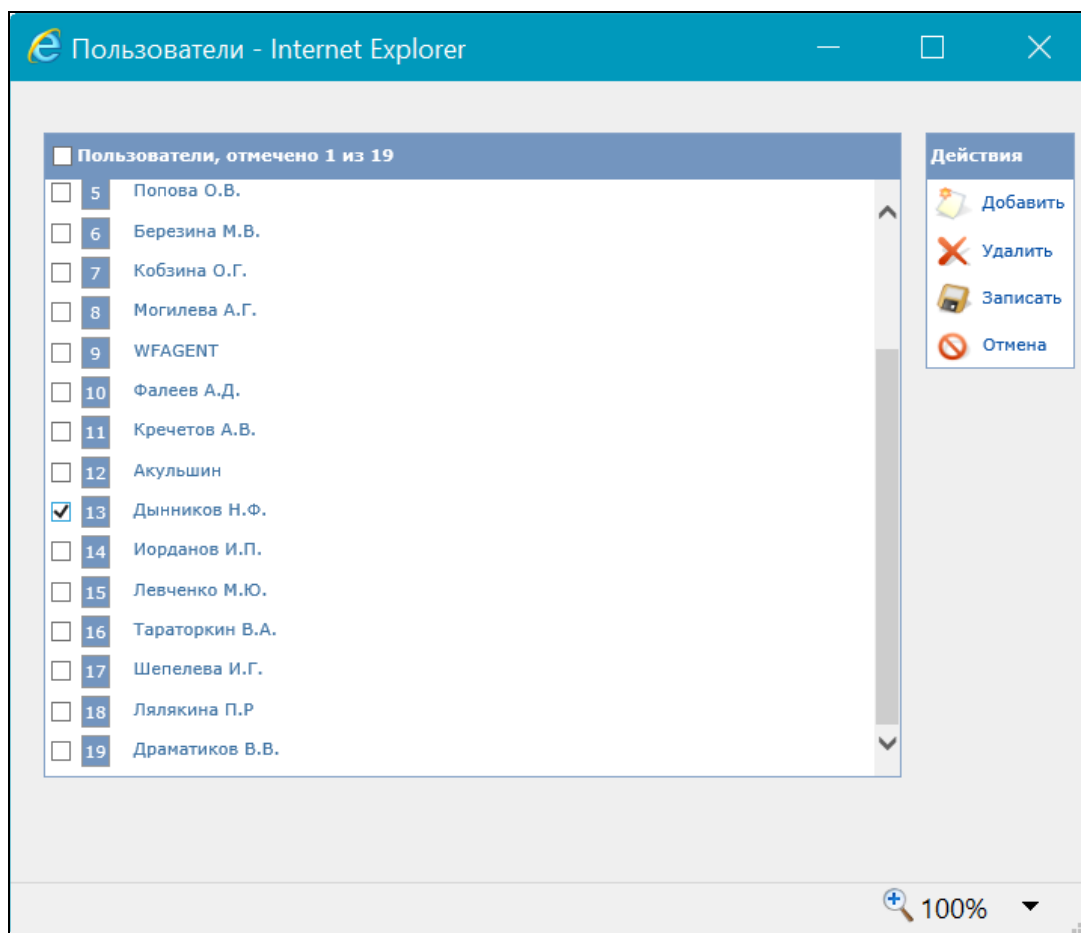 Пользователи - Internet Explorer
Пользователи, отмечено 1 из 19
5 Попова О.В.
6 Березина М.В.
7 Кобзина О.Г.
8 Могилева А.Г.
9 WFAGENT
10 Фалеев А.Д.
11 Кречетов А.В.
12 Акульшин
13 Дынников Н.Ф.
14 Иорданов И.П.
15 Левченко М.Ю.
16 Тараторкин В.А.
17 Шепелева И.Г.
18 Лялякина П.Р
19 Драматиков В.В.
Действия
Добавить
Удалить
Записать
Отмена
100%